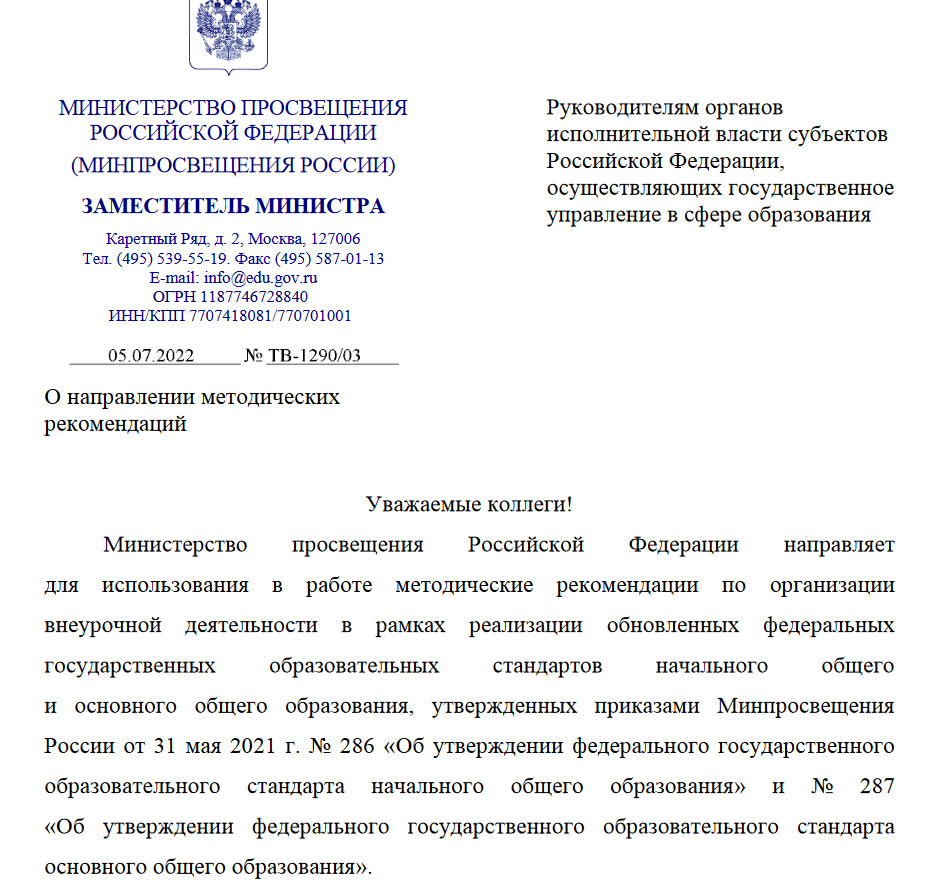 МИНИСТЕРСТВО ПРОСВЕЩЕНИЯ
РОССИЙСКОЙ ФЕДЕРАЦИИ
(МИНПРОСВЕЩЕНИЯ РОССИИ)
ЗАМЕСТИТЕЛЬ МИНИСТРА
Каретный Ряд, д. 2, Москва, 127006
Тел. (495) 539-55-19. Факс (495) 587-01-13
E-mail: info@edu.gov.ru
ОГРН 1187746728840
ИНН/КПП 7707418081/770701001
05.07.2022 № ТВ-1290/03
Руководителям органов
исполнительной власти субъектов
Российской Федерации,
осуществляющих государственное
управление в сфере образования
О направлении методических
рекомендаций
Уважаемые коллеги!
Министерство просвещения Российской Федерации направляет
для использования в работе методические рекомендации по организации
внеурочной деятельности в рамках реализации обновленных федеральных
государственных образовательных стандартов начального общего
и основного общего образования, утвержденных приказами Минпросвещения
России от 31 мая 2021 г. № 286 «Об утверждении федерального государственного
образовательного стандарта начального общего образования» и № 287
«Об утверждении федерального государственного образовательного стандарта
основного общего образования».